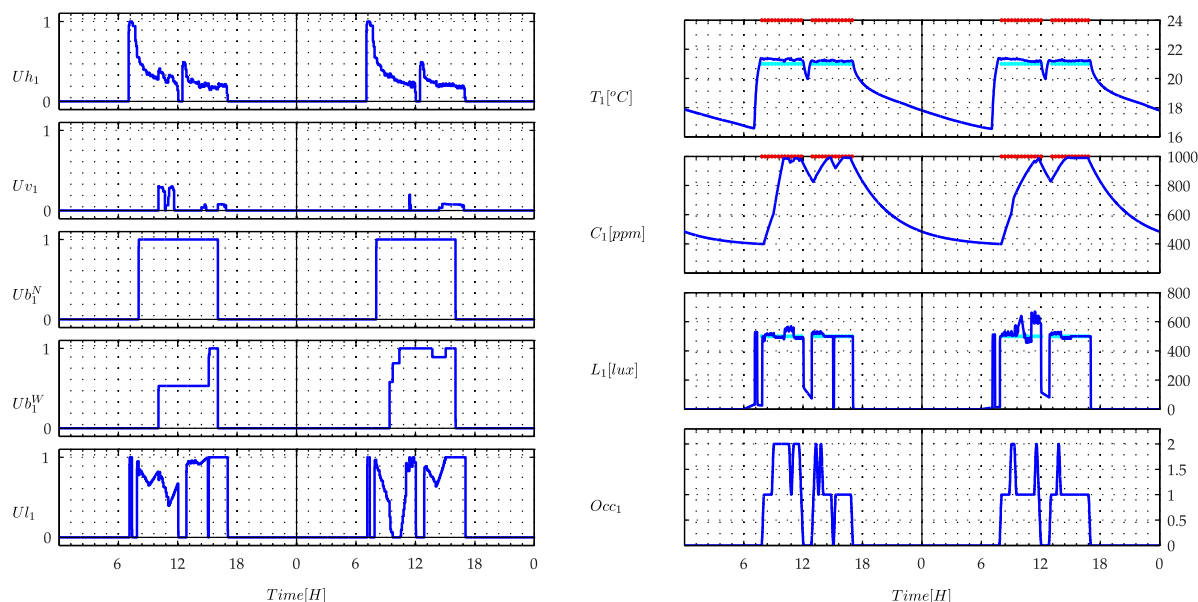 1
Uh₁
0
1
Uv₁
0
1
Ub₁ᴺ
0
1
Ub₁ᵂ
0
1
Ul₁
0
6 12 18 0 6 12 18 0
Time[H]
24
22
T₁[°C]
20
18
16
1000
800
C₁[ppm]
600
400
800
600
L₁[lux]
400
200
0
2
1.5
Occ₁
1
0.5
0
6 12 18 0 6 12 18 0
Time[H]